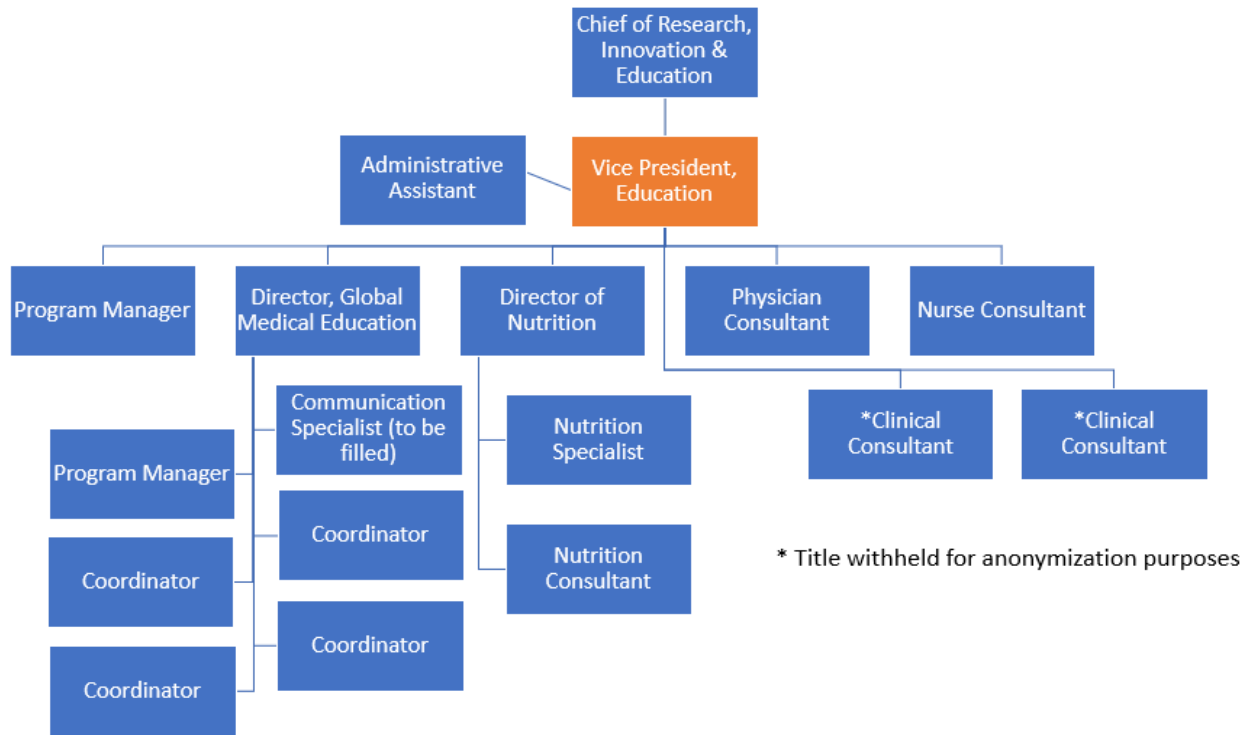 Chief of Research,
Innovation &
Education
Administrative
Assistant
Vice President,
Education
Program Manager
Director, Global
Medical Education
Director of
Nutrition
Physician
Consultant
Nurse Consultant
Communication
Specialist (to be
filled)
Program Manager
Coordinator
Coordinator
Coordinator
Coordinator
Nutrition
Specialist
Nutrition
Consultant
*Clinical
Consultant
*Clinical
Consultant
* Title withheld for anonymization purposes